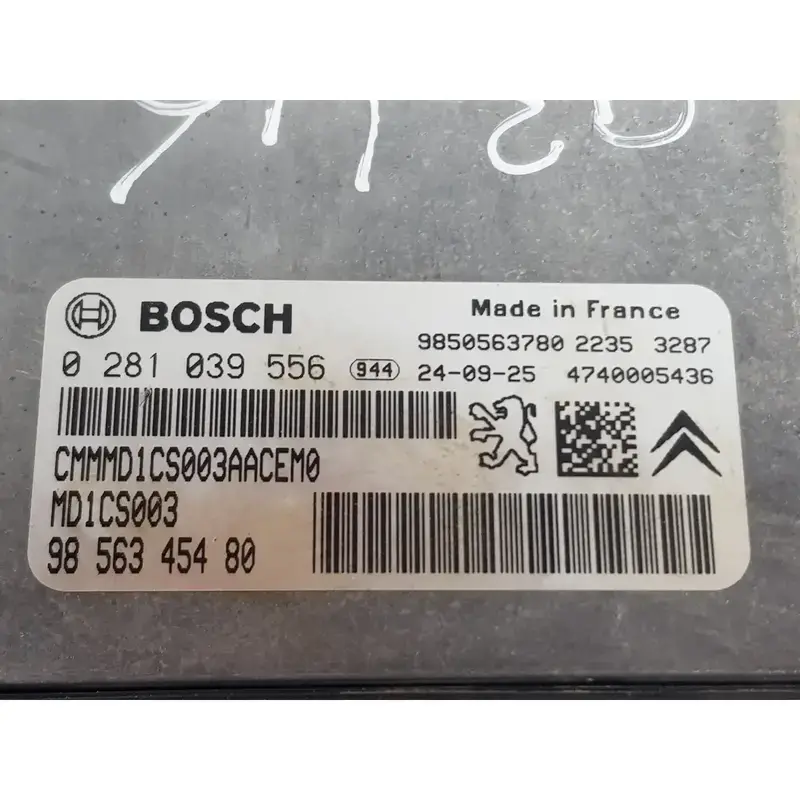 BOSCH
Made in France
9850563780 2235 3287
0 281 039 556 944 24-09-25 4740005436
CMMMD1CS003AACEM0
MD1CS003
98 563 454 80